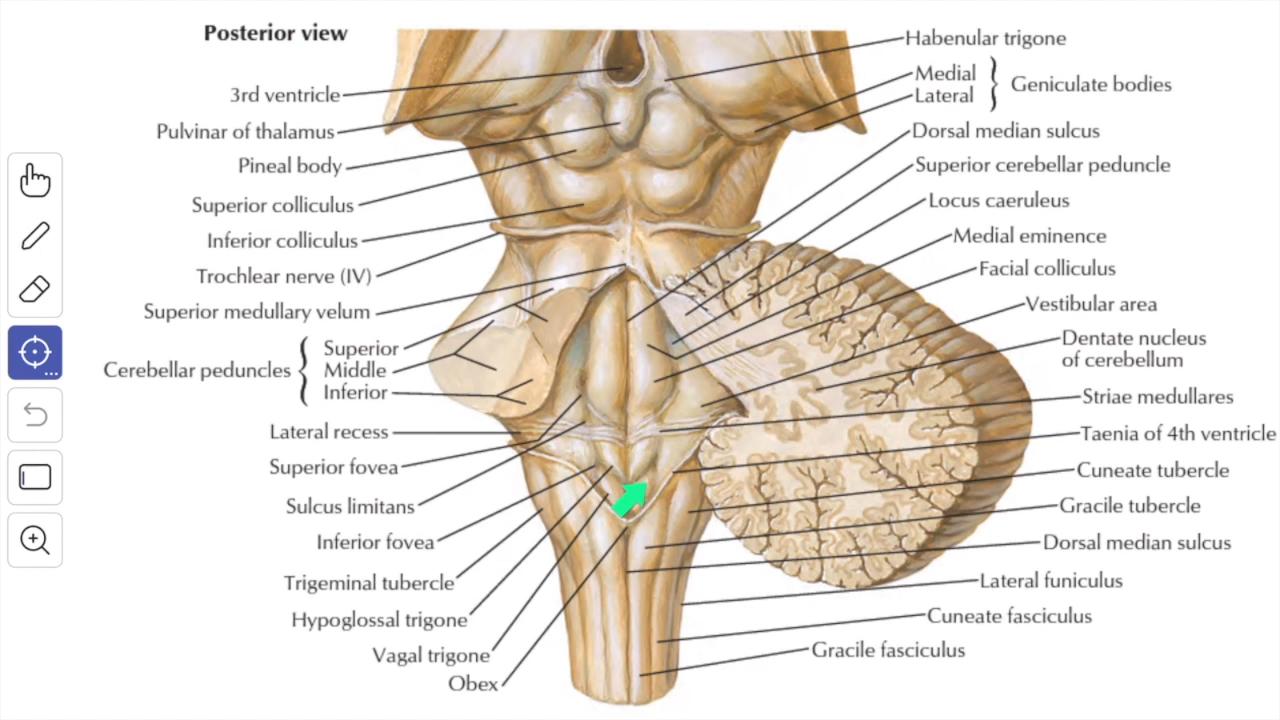 Posterior view
3rd ventricle
Pulvinar of thalamus
Pineal body
Superior colliculus
Inferior colliculus
Trochlear nerve (IV)
Superior medullary velum
Cerebellar peduncles
Superior
Middle
Inferior
Lateral recess
Superior fovea
Sulcus limitans
Inferior fovea
Trigeminal tubercle
Hypoglossal trigone
Vagal trigone
Obex
Habenular trigone
Medial
Lateral
Geniculate bodies
Dorsal median sulcus
Superior cerebellar peduncle
Locus caeruleus
Medial eminence
Facial colliculus
Vestibular area
Dentate nucleus
of cerebellum
Striae medullares
Taenia of 4th ventricle
Cuneate tubercle
Gracile tubercle
Dorsal median sulcus
Lateral funiculus
Cuneate fasciculus
Gracile fasciculus